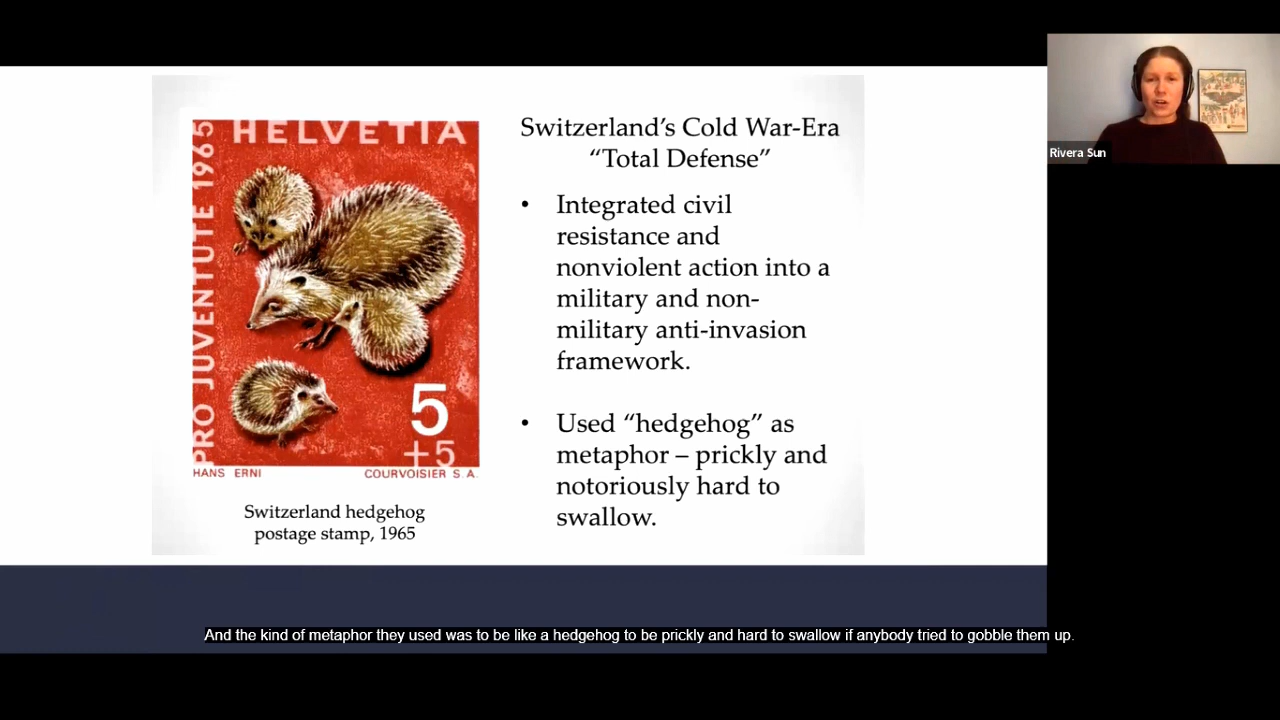 HELVETIA
PRO JUVENTUTE 1965
5
+5
HANS ERNI
COURVOISIER S.A.
Switzerland hedgehog
postage stamp, 1965
Switzerland’s Cold War-Era
“Total Defense”
• Integrated civil
resistance and
nonviolent action into a
military and non-
military anti-invasion
framework.
• Used “hedgehog” as
metaphor – prickly and
notoriously hard to
swallow.
Rivera Sun
And the kind of metaphor they used was to be like a hedgehog to be prickly and hard to swallow if anybody tried to gobble them up.